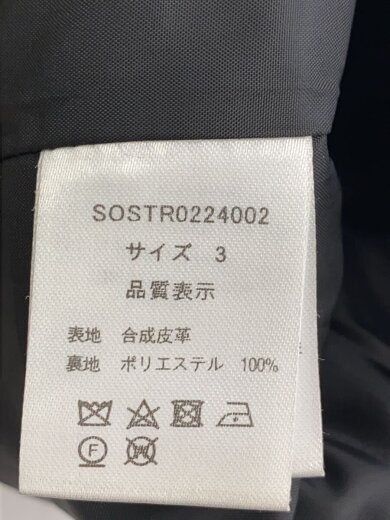 SOSTR0224002
サイズ 3
品質表示
表地 合成皮革
裏地 ポリエステル 100%
F W